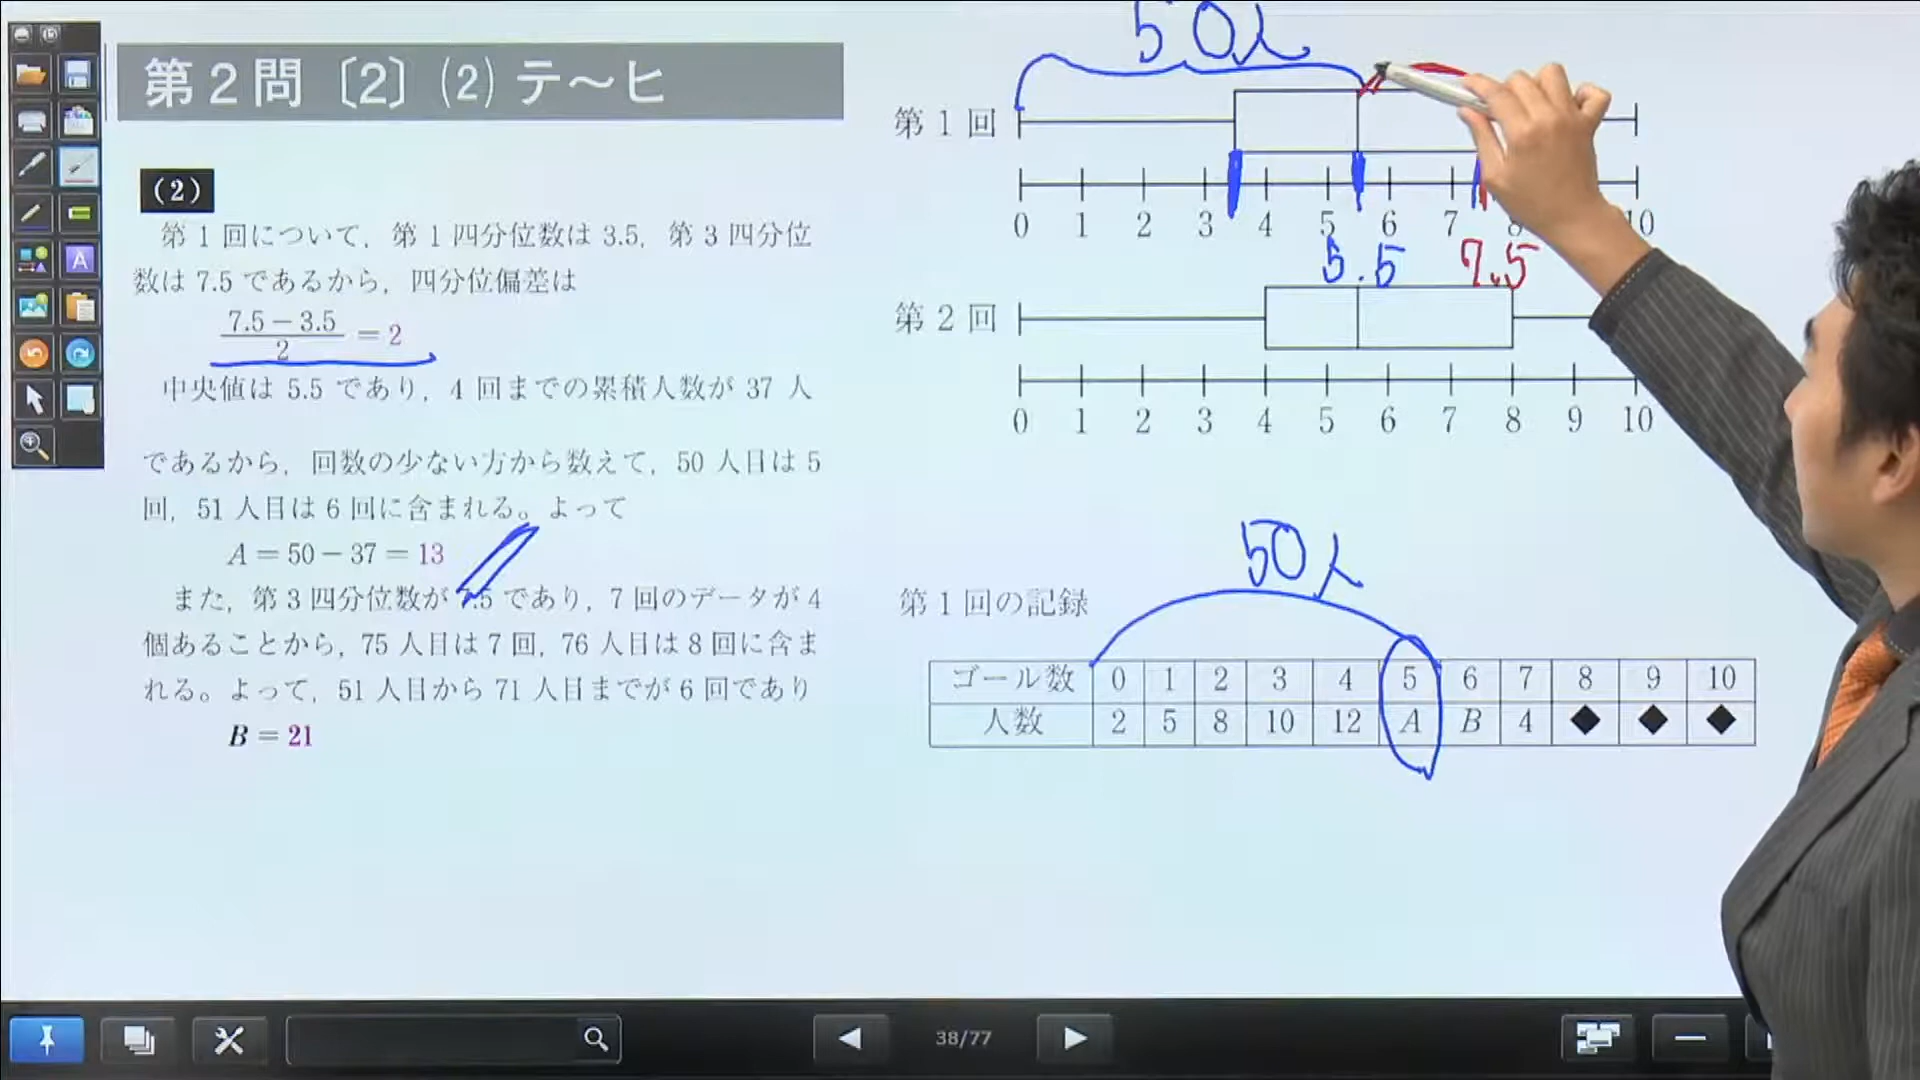 第2問〔2〕(2)テ～ヒ
(2)
第1回について，第1四分位数は3.5，第3四分位
数は7.5であるから，四分位偏差は
7.5−3.5
2
= 2
中央値は5.5であり，4回までの累積人数が37人
であるから，回数の少ない方から数えて，50人目は5
回，51人目は6回に含まれる。よって
A = 50 − 37 = 13
また，第3四分位数が7.5であり，7回のデータが4
個あることから，75人目は7回，76人目は8回に含ま
れる。よって，51人目から71人目までが6回であり
B = 21
50人
第1回
0 1 2 3 4 5 6 7 8 10
5.5 7.5
第2回
0 1 2 3 4 5 6 7 8 9 10
50人
第1回の記録
ゴール数 0 1 2 3 4 5 6 7 8 9 10
人数 2 5 8 10 12 A B 4 ◆ ◆ ◆
A
38/77